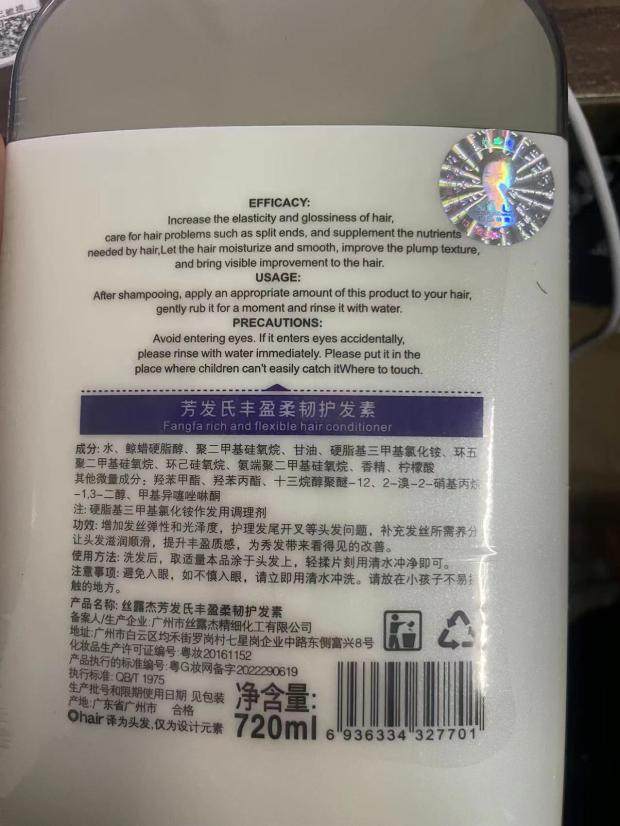 EFFICACY:
Increase the elasticity and glossiness of hair,
care for hair problems such as split ends, and supplement the nutrients
needed by hair,Let the hair moisturize and smooth, improve the plump texture,
and bring visible improvement to the hair.
USAGE:
After shampooing, apply an appropriate amount of this product to your hair,
gently rub it for a moment and rinse it with water.
PRECAUTIONS:
Avoid entering eyes. If it enters eyes accidentally,
please rinse with water immediately. Please put it in the
place where children can't easily catch itWhere to touch.
芳发氏丰盈柔韧护发素
Fangfa rich and flexible hair conditioner
成分: 水、鲸蜡硬脂醇、聚二甲基硅氧烷、甘油、硬脂基三甲基氯化铵、环五
聚二甲基硅氧烷、环己硅氧烷、氨端聚二甲基硅氧烷、香精、柠檬酸
其他微量成分: 羟苯甲酯、羟苯丙酯、十三烷醇聚醚-12、2-溴-2-硝基丙烷
-1,3-二醇、甲基异噻唑啉酮
注: 硬脂基三甲基氯化铵作发用调理剂
功效: 增加发丝弹性和光泽度，护理发尾开叉等头发问题，补充发丝所需养分
让头发滋润顺滑，提升丰盈质感，为秀发带来看得见的改善。
使用方法: 洗发后，取适量本品涂于头发上，轻揉片刻用清水冲净即可。
注意事项: 避免入眼，如不慎入眼，请立即用清水冲洗。请放在小孩子不易接
触的地方。
产品名称: 丝露杰芳发氏丰盈柔韧护发素
备案人/生产企业:广州市丝露杰精细化工有限公司
地址:广州市白云区均禾街罗岗村七星岗企业中路东侧富兴8号
化妆品生产许可证编号:粤妆20161152
产品执行的标准编号:粤G妆网备字2022290619
执行标准: QB/T 1975
生产批号和限期使用日期 见包装
产地:广东省广州市 合格
Ohair 译为头发,仅为设计元素
净含量:
720ml
6 936334 327701